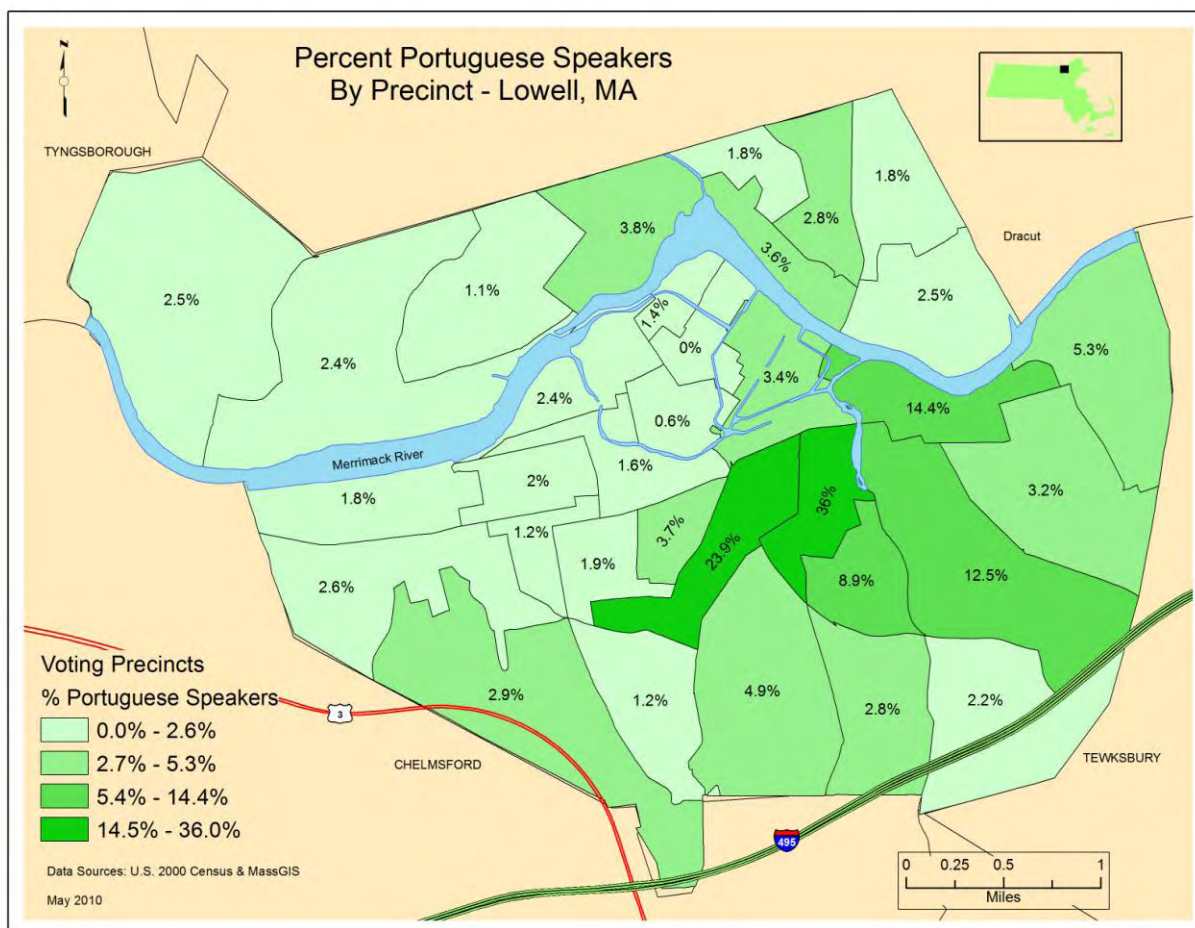 Percent Portuguese Speakers
By Precinct - Lowell, MA
N
TYNGSBOROUGH
1.8%
1.8%
2.8%
3.8%
Dracut
3.6%
2.5%
1.1%
2.5%
1.4%
5.3%
0%
2.4%
3.4%
2.4%
14.4%
0.6%
Merrimack River
1.6%
2%
3.2%
1.8%
36%
1.2%
3.7%
23.9%
1.9%
2.6%
8.9%
12.5%
Voting Precincts
% Portuguese Speakers
0.0% - 2.6%
2.7% - 5.3%
5.4% - 14.4%
14.5% - 36.0%
2.9%
1.2%
4.9%
2.8%
2.2%
3
CHELMSFORD
TEWKSBURY
495
Data Sources: U.S. 2000 Census & MassGIS
May 2010
0 0.25 0.5 1
Miles